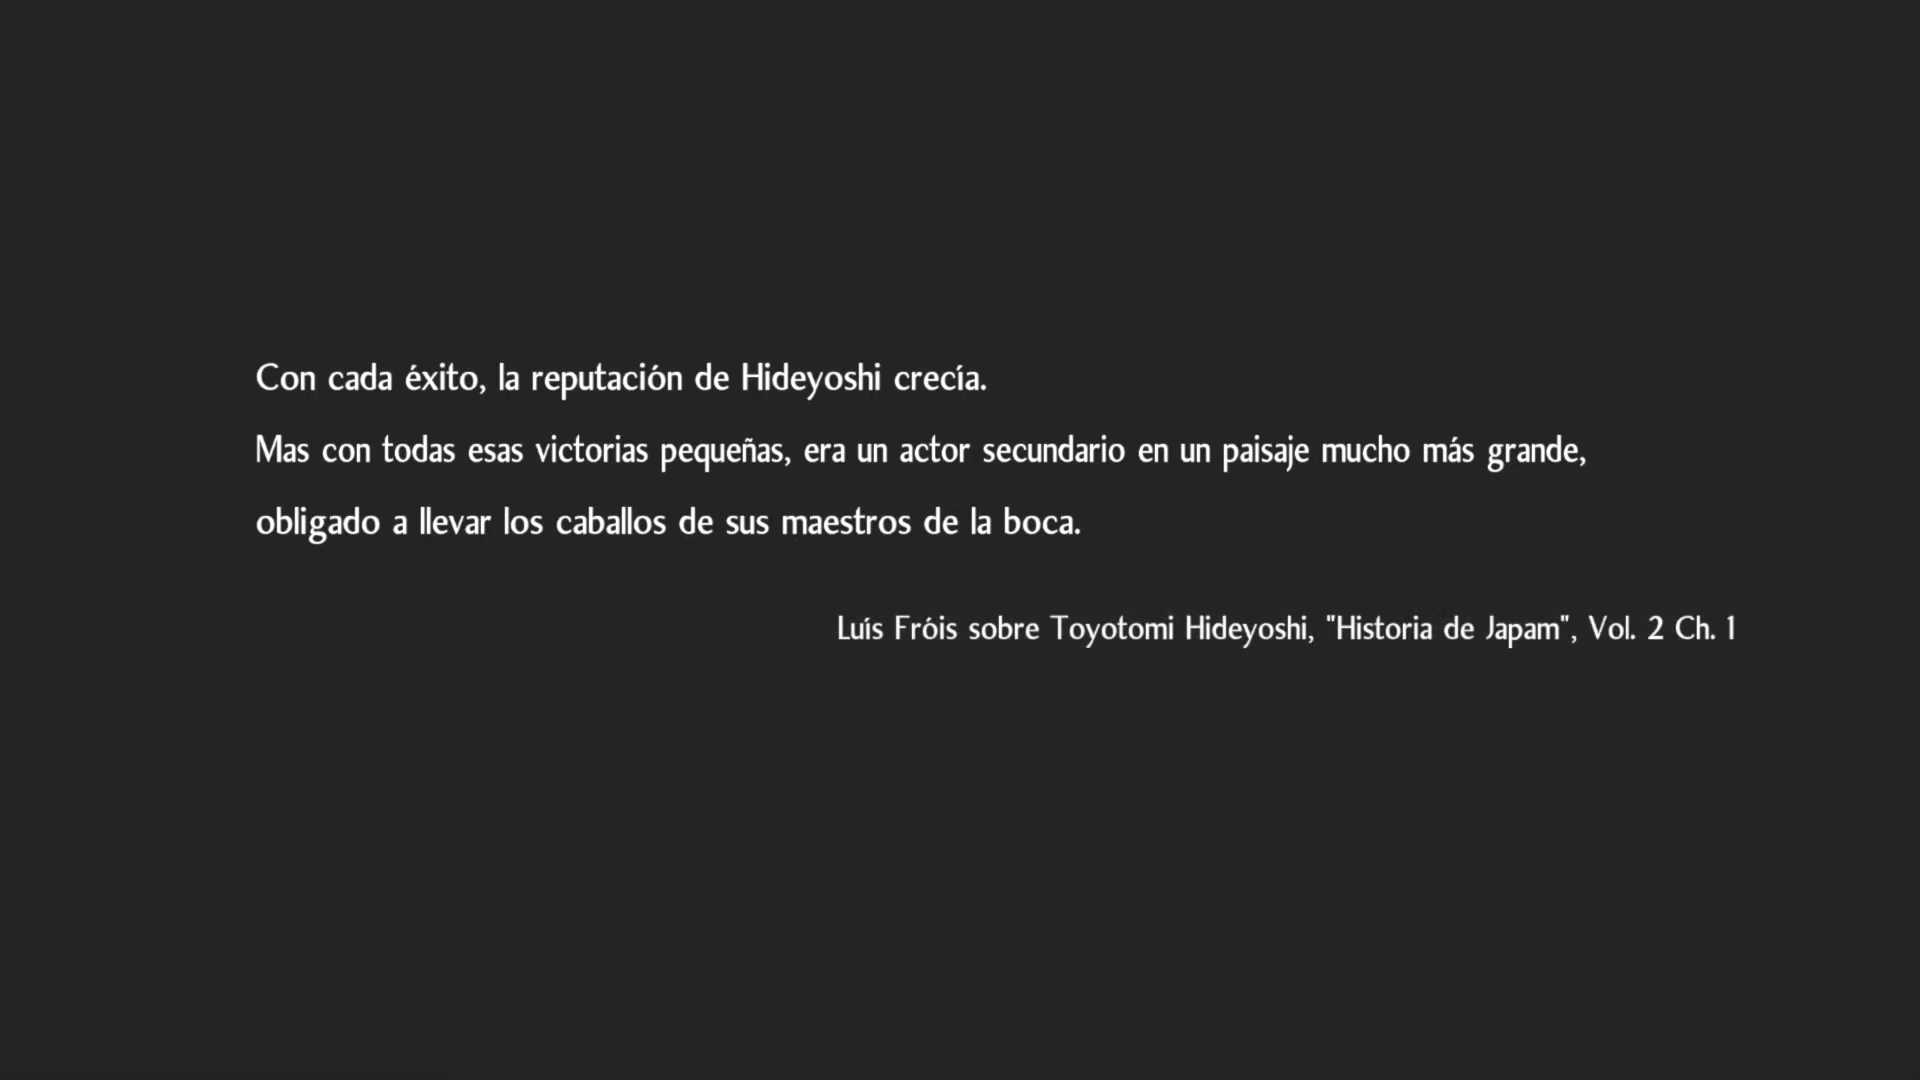 Con cada éxito, la reputación de Hideyoshi crecía.
Mas con todas esas victorias pequeñas, era un actor secundario en un paisaje mucho más grande,
obligado a llevar los caballos de sus maestros de la boca.
Luís Fróis sobre Toyotomi Hideyoshi, "Historia de Japam", Vol. 2 Ch. 1